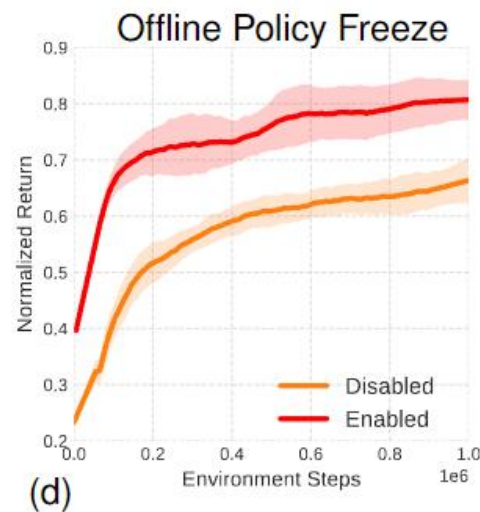 Offline Policy Freeze
0.9
0.8
0.7
0.6
0.5
0.4
0.3
0.2
Normalized Return
Disabled
Enabled
0.0 0.2 0.4 0.6 0.8 1.0
1e6
Environment Steps
(d)